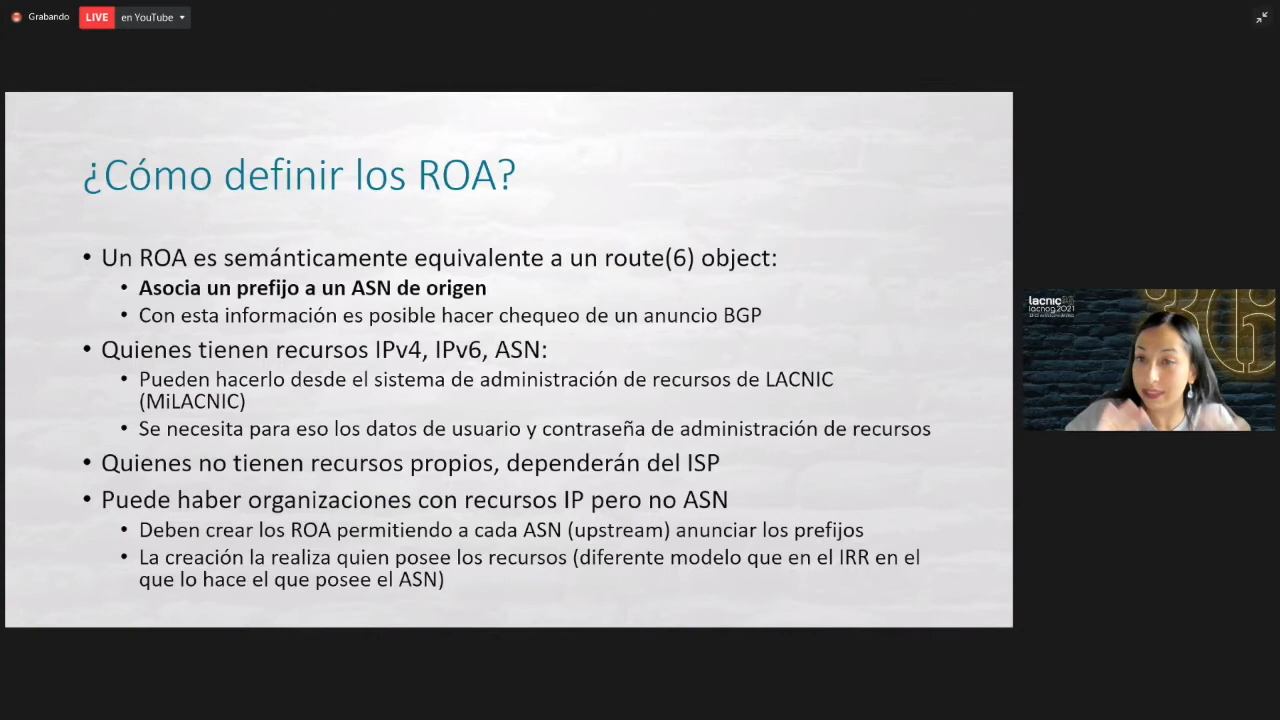 Grabando
LIVE en YouTube
¿Cómo definir los ROA?
• Un ROA es semánticamente equivalente a un route(6) object:
• Asocia un prefijo a un ASN de origen
• Con esta información es posible hacer chequeo de un anuncio BGP
• Quienes tienen recursos IPv4, IPv6, ASN:
• Pueden hacerlo desde el sistema de administración de recursos de LACNIC
(MiLACNIC)
• Se necesita para eso los datos de usuario y contraseña de administración de recursos
• Quienes no tienen recursos propios, dependerán del ISP
• Puede haber organizaciones con recursos IP pero no ASN
• Deben crear los ROA permitiendo a cada ASN (upstream) anunciar los prefijos
• La creación la realiza quien posee los recursos (diferente modelo que en el IRR en el
que lo hace el que posee el ASN)
lacnic
lacnog2021